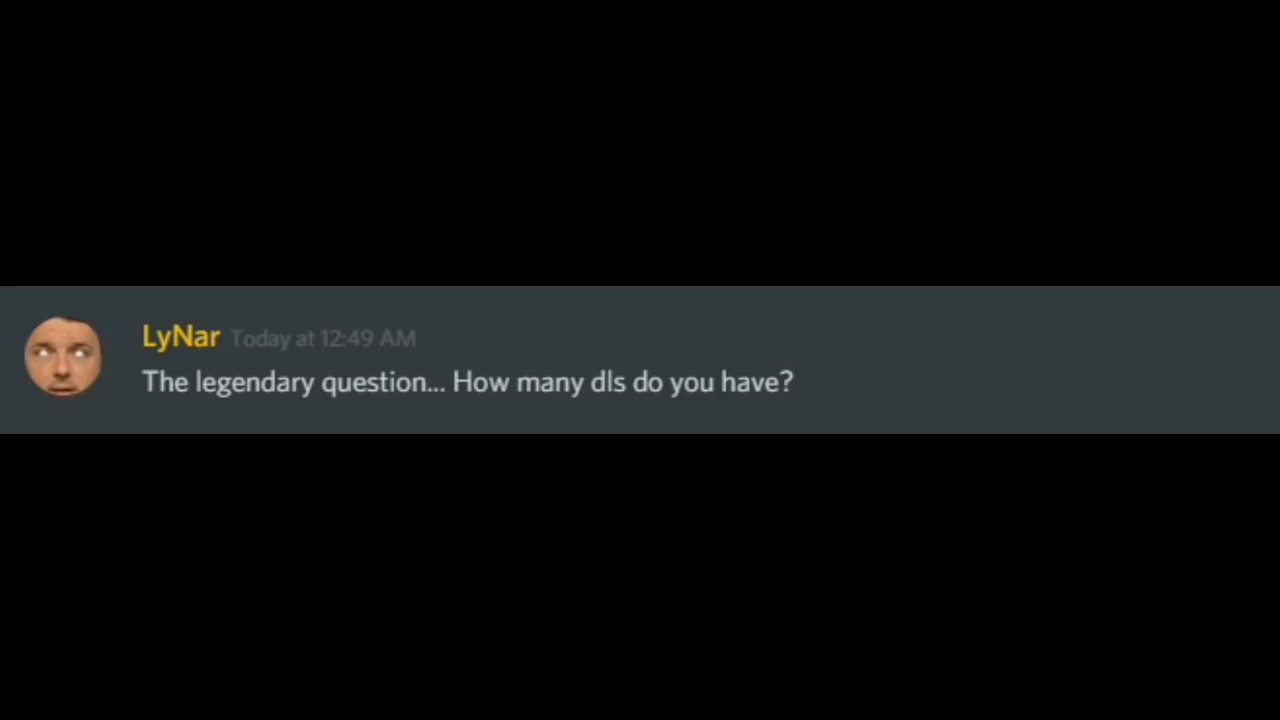 LyNar Today at 12:49 AM
The legendary question... How many dls do you have?